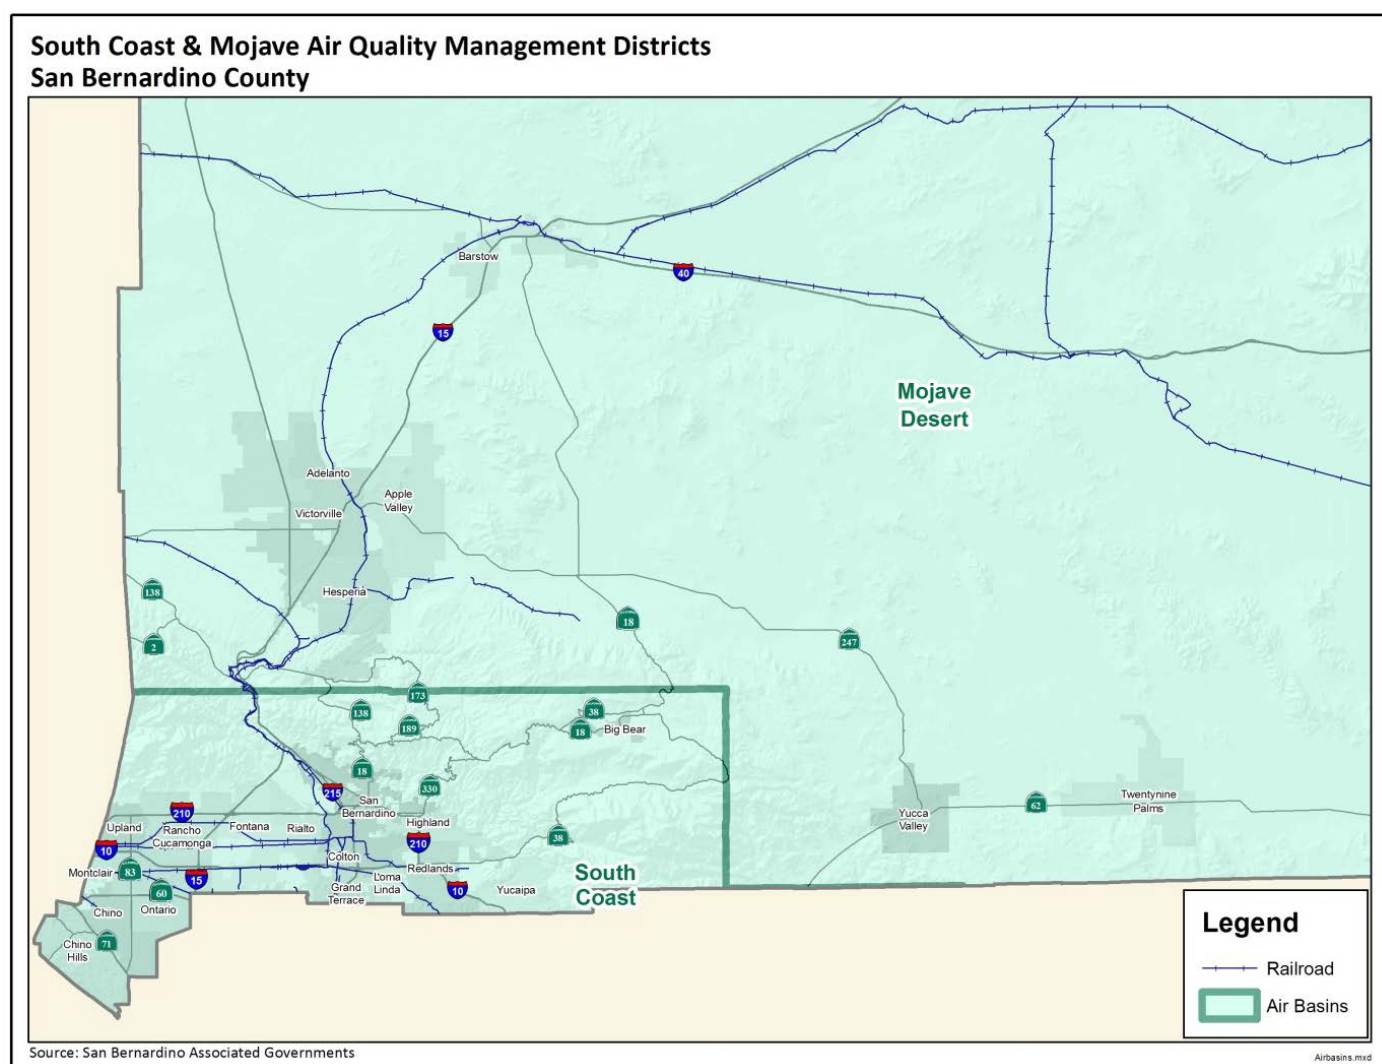 South Coast & Mojave Air Quality Management Districts
San Bernardino County
Barstow
40
15
Mojave
Desert
Adelanto
Apple
Valley
Victorville
Hesperia
138
2
18
247
173
138
38
189
18
Big Bear
18
215
330
San
Bernardino
210
62
Twentynine
Palms
Yucca
Valley
Upland
Rancho
Cucamonga
Fontana
Rialto
Highland
38
10
210
Colton
Montclair
83
15
Redlands
Loma
Linda
South
Coast
60
Grand
Terrace
10
Yucaipa
Chino
Ontario
Chino
Hills
71
Legend
Railroad
Air Basins
Source: San Bernardino Associated Governments
Airbasins.mxd